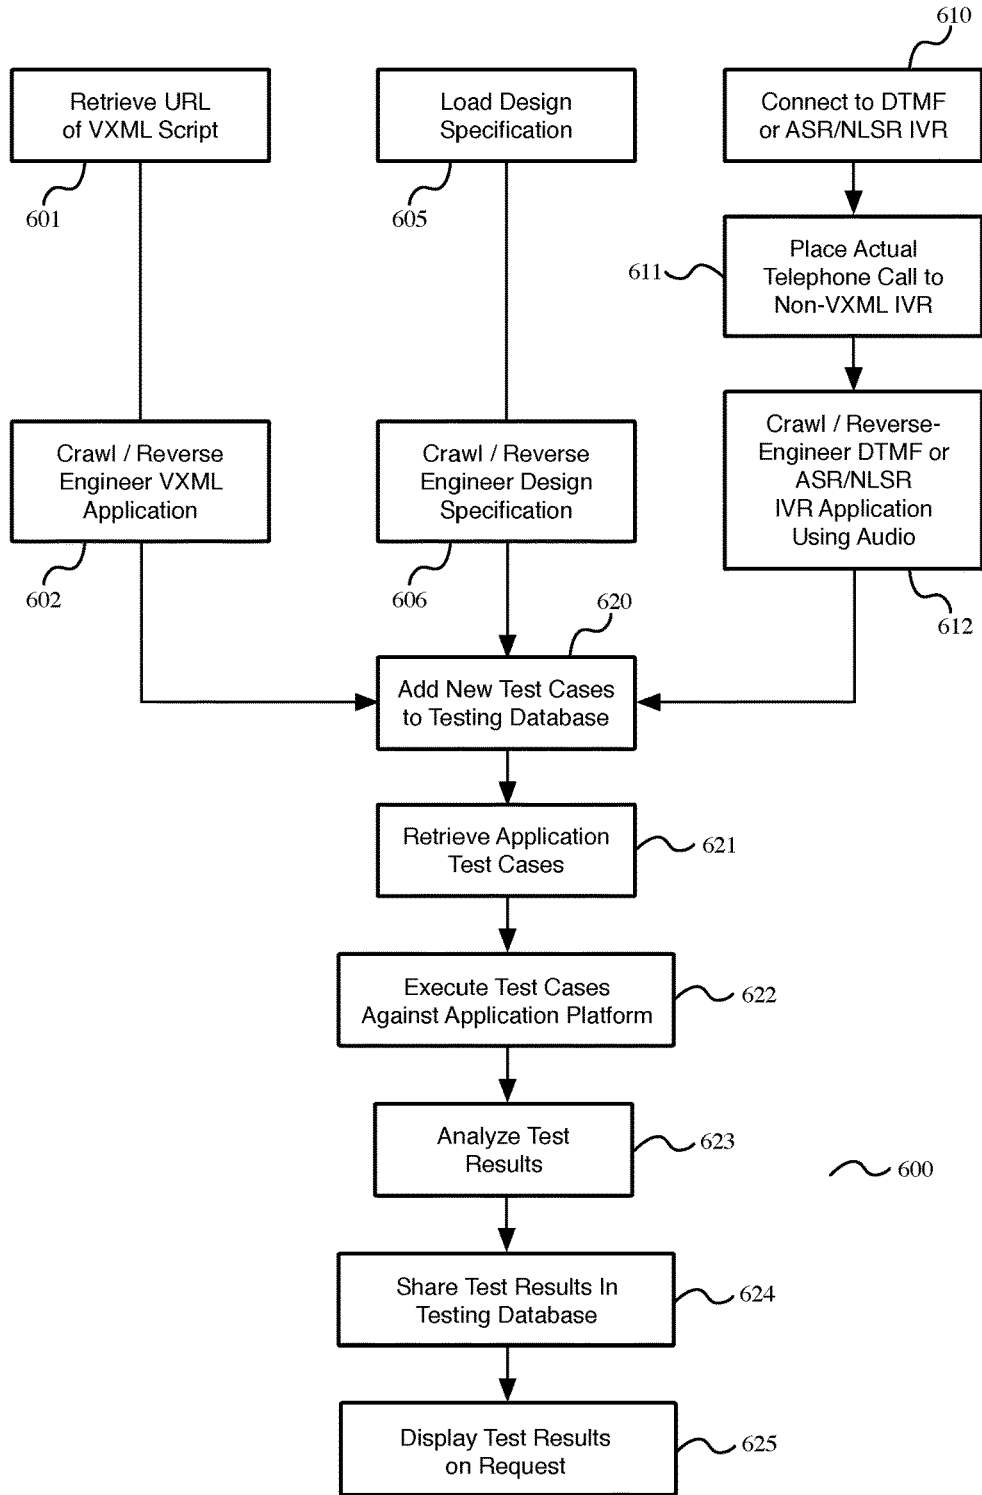 610
Retrieve URL
of VXML Script
601
Load Design
Specification
605
Connect to DTMF
or ASR/NLSR IVR
Place Actual
Telephone Call to
Non-VXML IVR
611
Crawl / Reverse
Engineer VXML
Application
602
Crawl / Reverse
Engineer Design
Specification
606
Crawl / Reverse-
Engineer DTMF or
ASR/NLSR
IVR Application
Using Audio
612
620
Add New Test Cases
to Testing Database
Retrieve Application
Test Cases
621
Execute Test Cases
Against Application Platform
622
Analyze Test
Results
623
600
Share Test Results In
Testing Database
624
Display Test Results
on Request
625